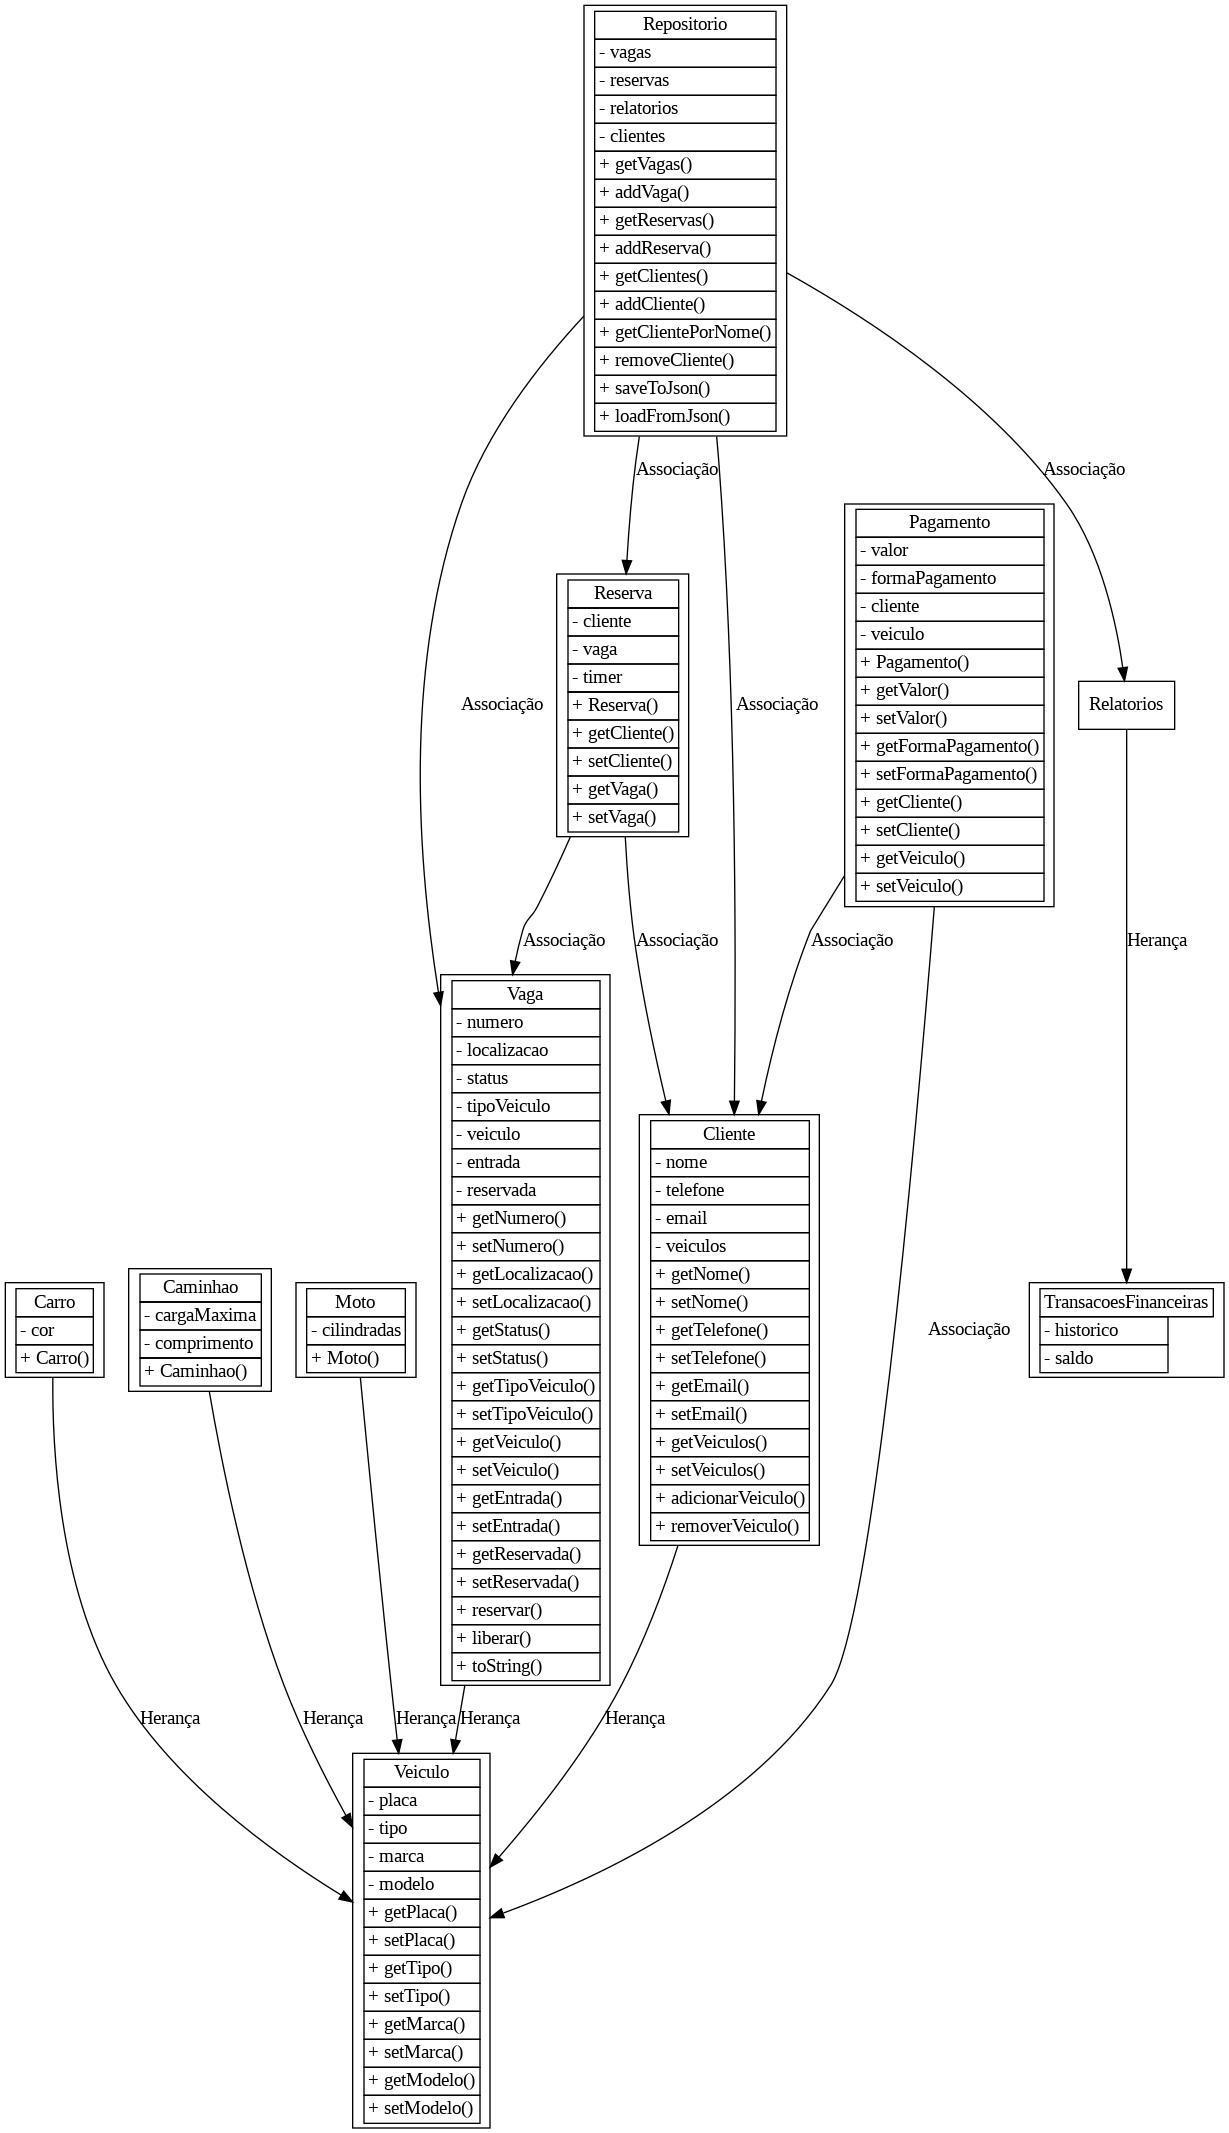 Repositorio
- vagas
- reservas
- relatorios
- clientes
+ getVagas()
+ addVaga()
+ getReservas()
+ addReserva()
+ getClientes()
+ addCliente()
+ getClientePorNome()
+ removeCliente()
+ saveToJson()
+ loadFromJson()
Associação
Associação
Reserva
- cliente
- vaga
- timer
+ Reserva()
+ getCliente()
+ setCliente()
+ getVaga()
+ setVaga()
Pagamento
- valor
- formaPagamento
- cliente
- veiculo
+ Pagamento()
+ getValor()
+ setValor()
+ getFormaPagamento()
+ setFormaPagamento()
+ getCliente()
+ setCliente()
+ getVeiculo()
+ setVeiculo()
Relatorios
Associação
Associação
Associação
Associação
Associação
Herança
Vaga
- numero
- localizacao
- status
- tipoVeiculo
- veiculo
- entrada
- reservada
+ getNumero()
+ setNumero()
+ getLocalizacao()
+ setLocalizacao()
+ getStatus()
+ setStatus()
+ getTipoVeiculo()
+ setTipoVeiculo()
+ getVeiculo()
+ setVeiculo()
+ getEntrada()
+ setEntrada()
+ getReservada()
+ setReservada()
+ reservar()
+ liberar()
+ toString()
Cliente
- nome
- telefone
- email
- veiculos
+ getNome()
+ setNome()
+ getTelefone()
+ setTelefone()
+ getEmail()
+ setEmail()
+ getVeiculos()
+ setVeiculos()
+ adicionarVeiculo()
+ removerVeiculo()
Carro
- cor
+ Carro()
Caminhao
- cargaMaxima
- comprimento
+ Caminhao()
Moto
- cilindradas
+ Moto()
Associação
TransacoesFinanceiras
- historico
- saldo
Herança
Herança
Herança
Herança
Herança
Veiculo
- placa
- tipo
- marca
- modelo
+ getPlaca()
+ setPlaca()
+ getTipo()
+ setTipo()
+ getMarca()
+ setMarca()
+ getModelo()
+ setModelo()